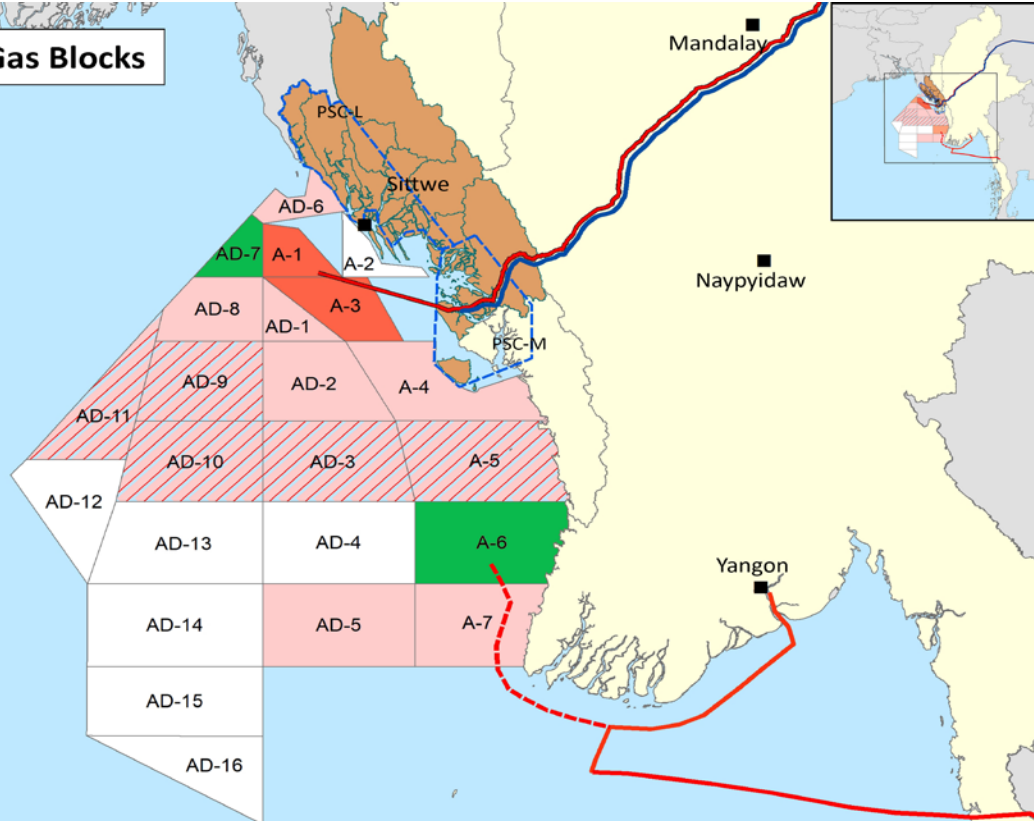 Gas Blocks
Mandalay
PSC-L
Sittwe
AD-6
AD-7
A-1
A-2
Naypyidaw
AD-8
A-3
AD-1
PSC-M
AD-9
AD-2
A-4
AD-11
AD-10
AD-3
A-5
AD-12
AD-13
AD-4
A-6
Yangon
AD-14
AD-5
A-7
AD-15
AD-16